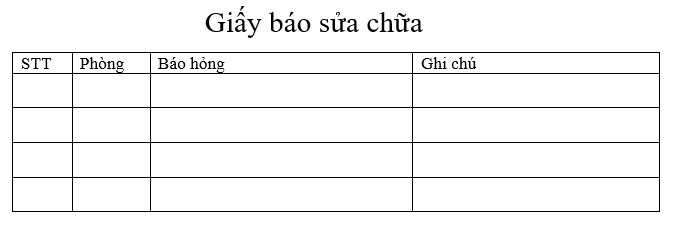 Giấy báo sửa chữa
STT Phòng Báo hỏng Ghi chú